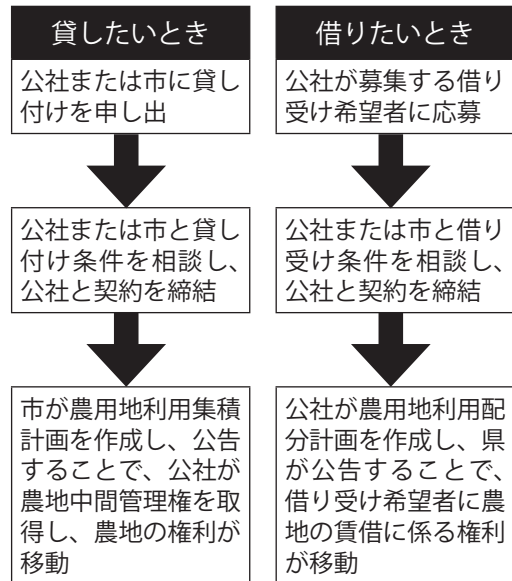 貸したいとき
公社または市に貸し
付けを申し出
公社または市と貸し
付け条件を相談し、
公社と契約を締結
市が農用地利用集積
計画を作成し、公告
することで、公社が
農地中間管理権を取
得し、農地の権利が
移動
借りたいとき
公社が募集する借り
受け希望者に応募
公社または市と借り
受け条件を相談し、
公社と契約を締結
公社が農用地利用配
分計画を作成し、県
が公告することで、
借り受け希望者に農
地の賃借に係る権利
が移動